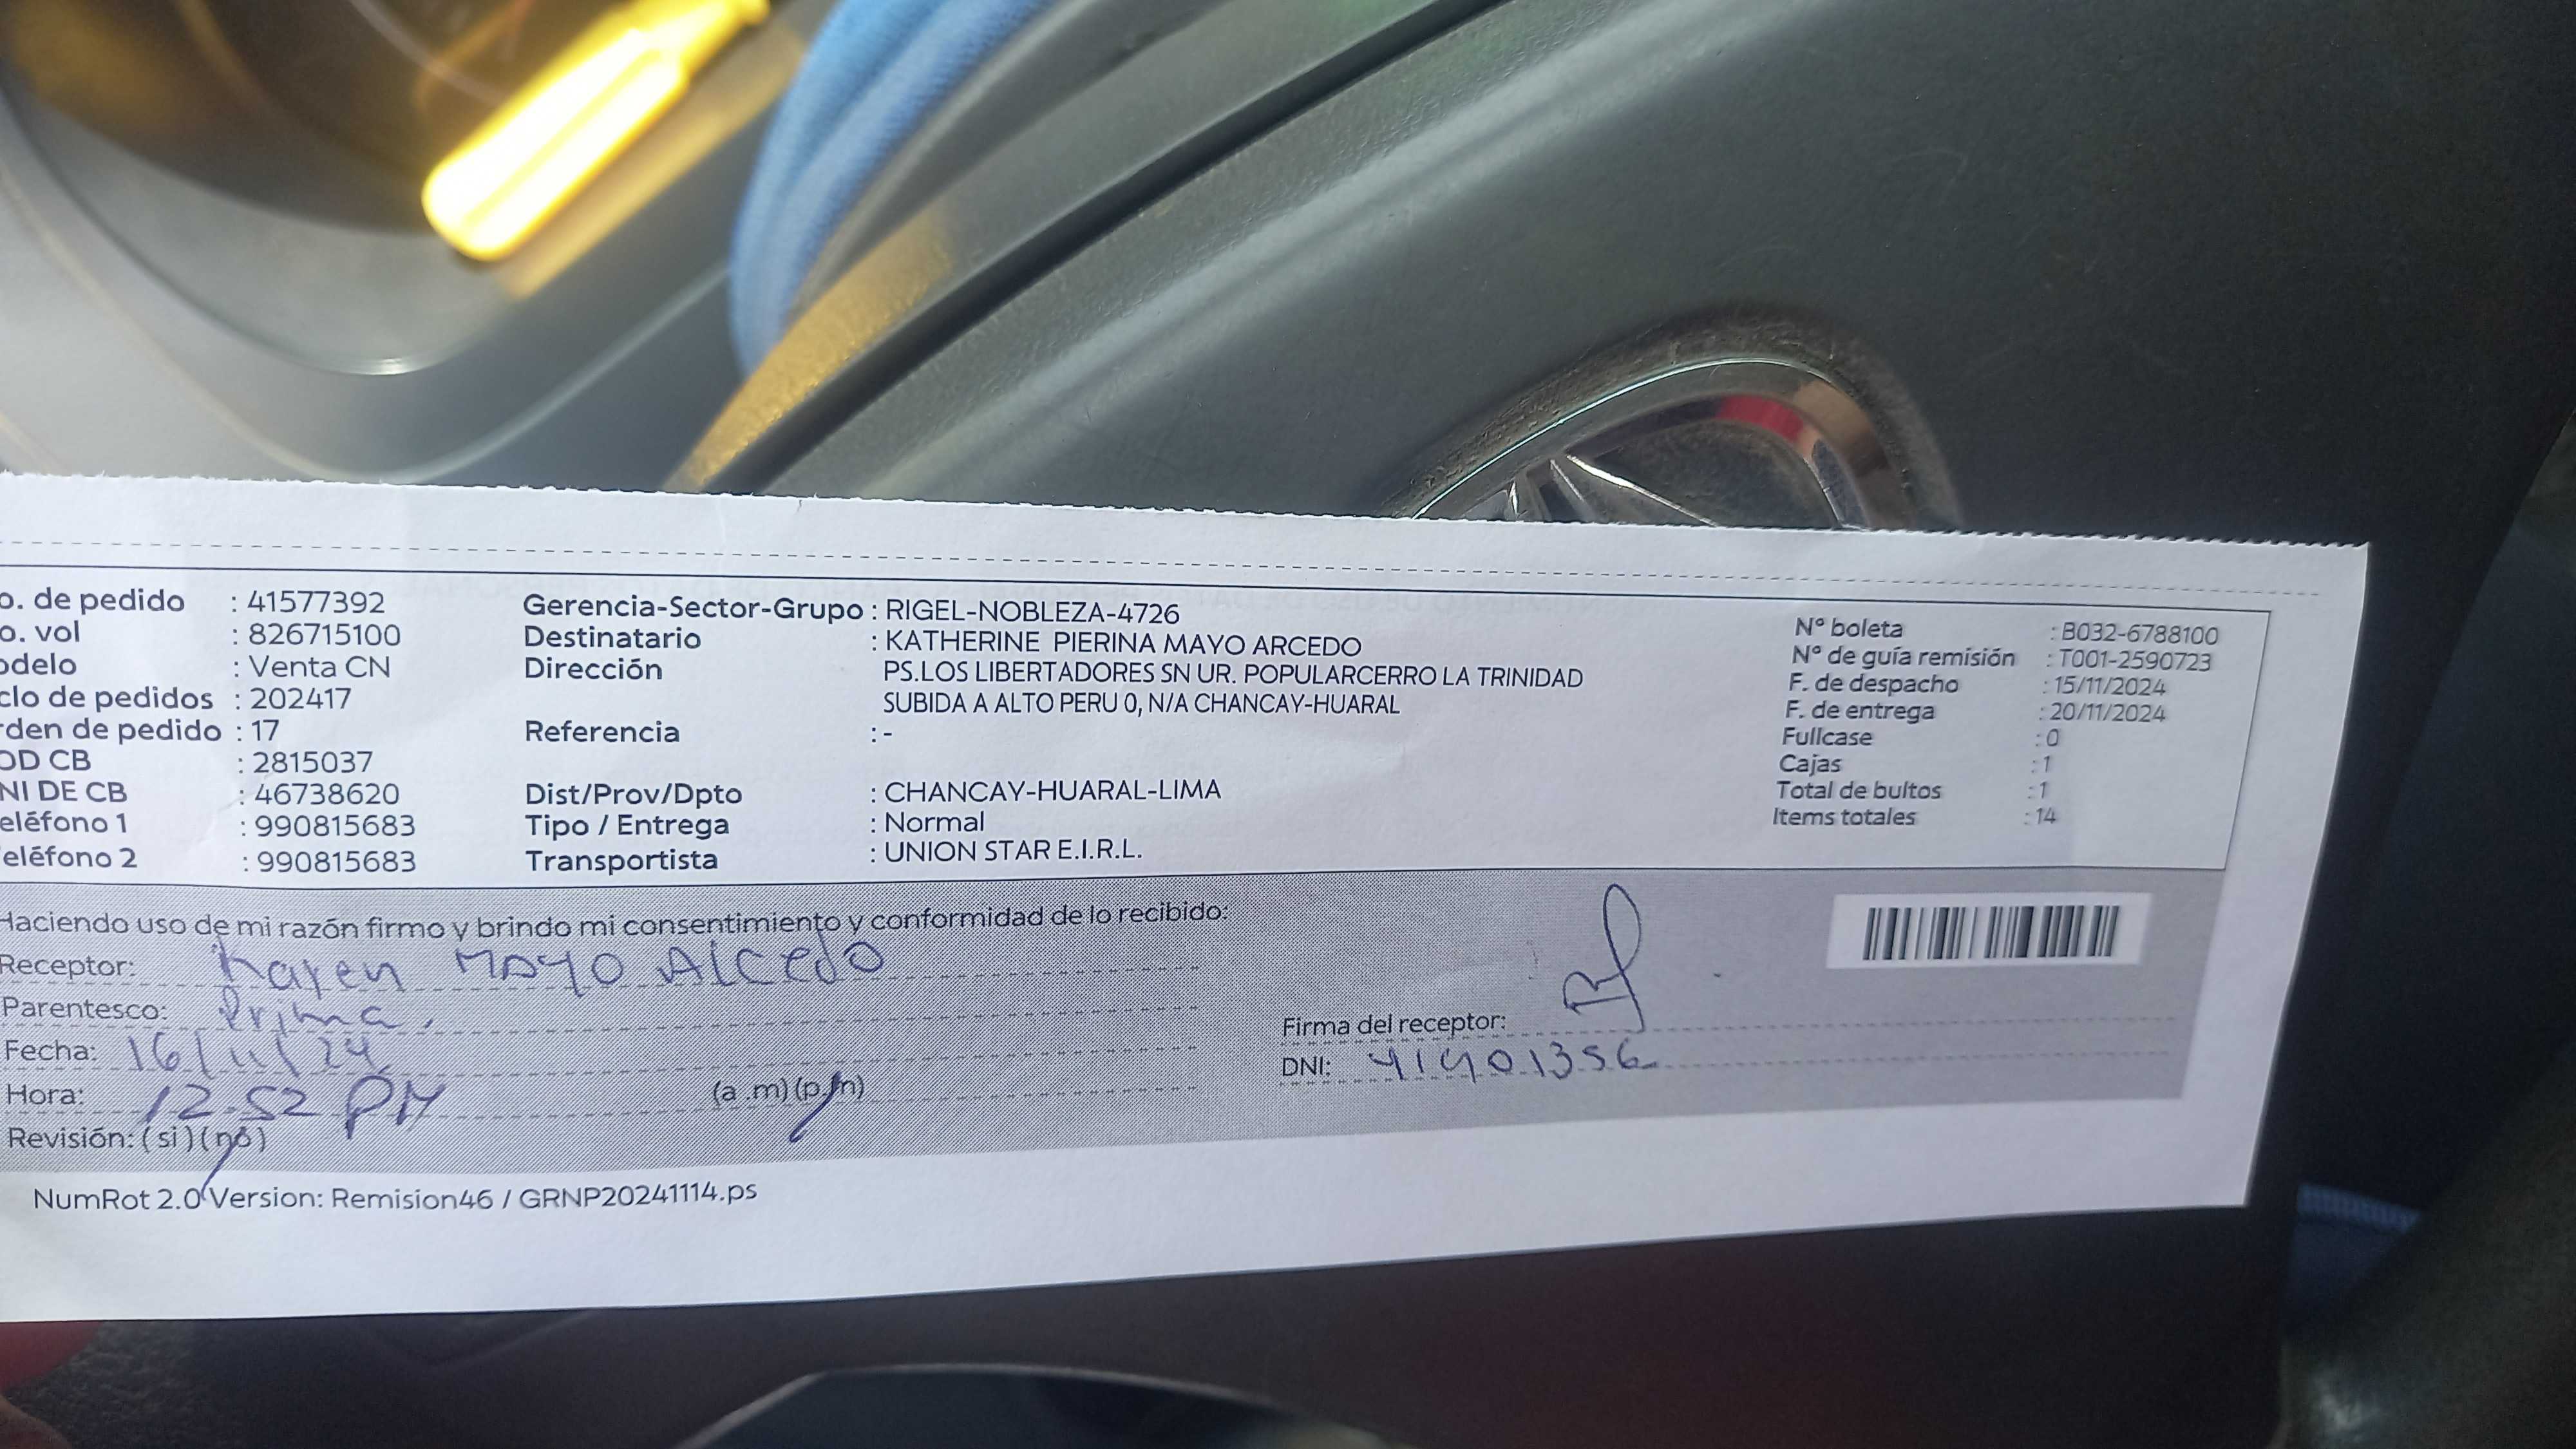 o. de pedido : 41577392
o. vol : 826715100
odelo : Venta CN
clo de pedidos : 202417
rden de pedido : 17
OD CB : 2815037
NI DE CB : 46738620
eléfono 1 : 990815683
eléfono 2 : 990815683
Gerencia-Sector-Grupo : RIGEL-NOBLEZA-4726
Destinatario : KATHERINE PIERINA MAYO ARCEDO
Dirección PS.LOS LIBERTADORES SN UR. POPULARCERRO LA TRINIDAD
SUBIDA A ALTO PERU 0, N/A CHANCAY-HUARAL
Referencia : -
Dist/Prov/Dpto : CHANCAY-HUARAL-LIMA
Tipo / Entrega : Normal
Transportista : UNION STAR E.I.R.L.
N° boleta : B032-6788100
N° de guía remisión : T001-2590723
F. de despacho : 15/11/2024
F. de entrega : 20/11/2024
Fullcase : 0
Cajas : 1
Total de bultos : 1
Items totales : 14
Haciendo uso de mi razón firmo y brindo mi consentimiento y conformidad de lo recibido:
Receptor: Karen MAYO Alcedo
Parentesco: Prima.
Fecha: 16/11/24
Hora: 12.52 PM (a .m) (p.m)
Revisión: (si) (no)
Firma del receptor:
DNI: 41401356
NumRot 2.0 Version: Remision46 / GRNP20241114.ps